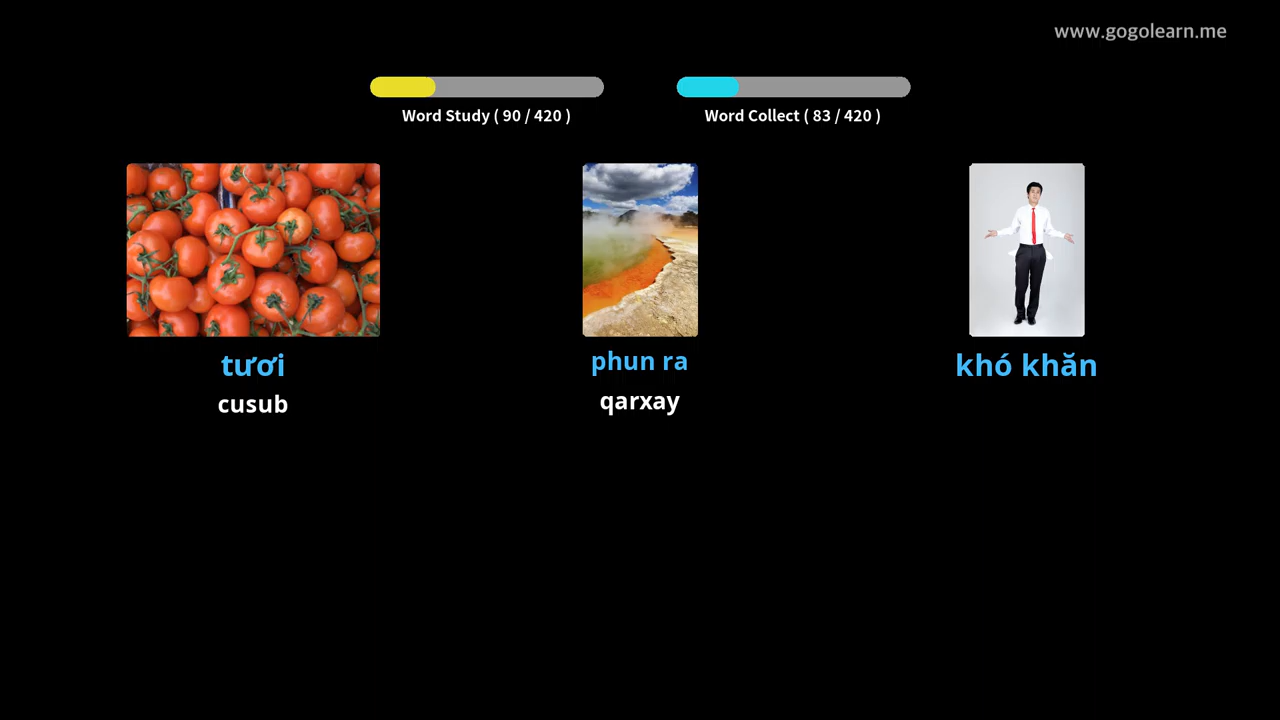 www.gogolearn.me
Word Study ( 90 / 420 )
Word Collect ( 83 / 420 )
tươi
cusub
phun ra
qarxay
khó khăn